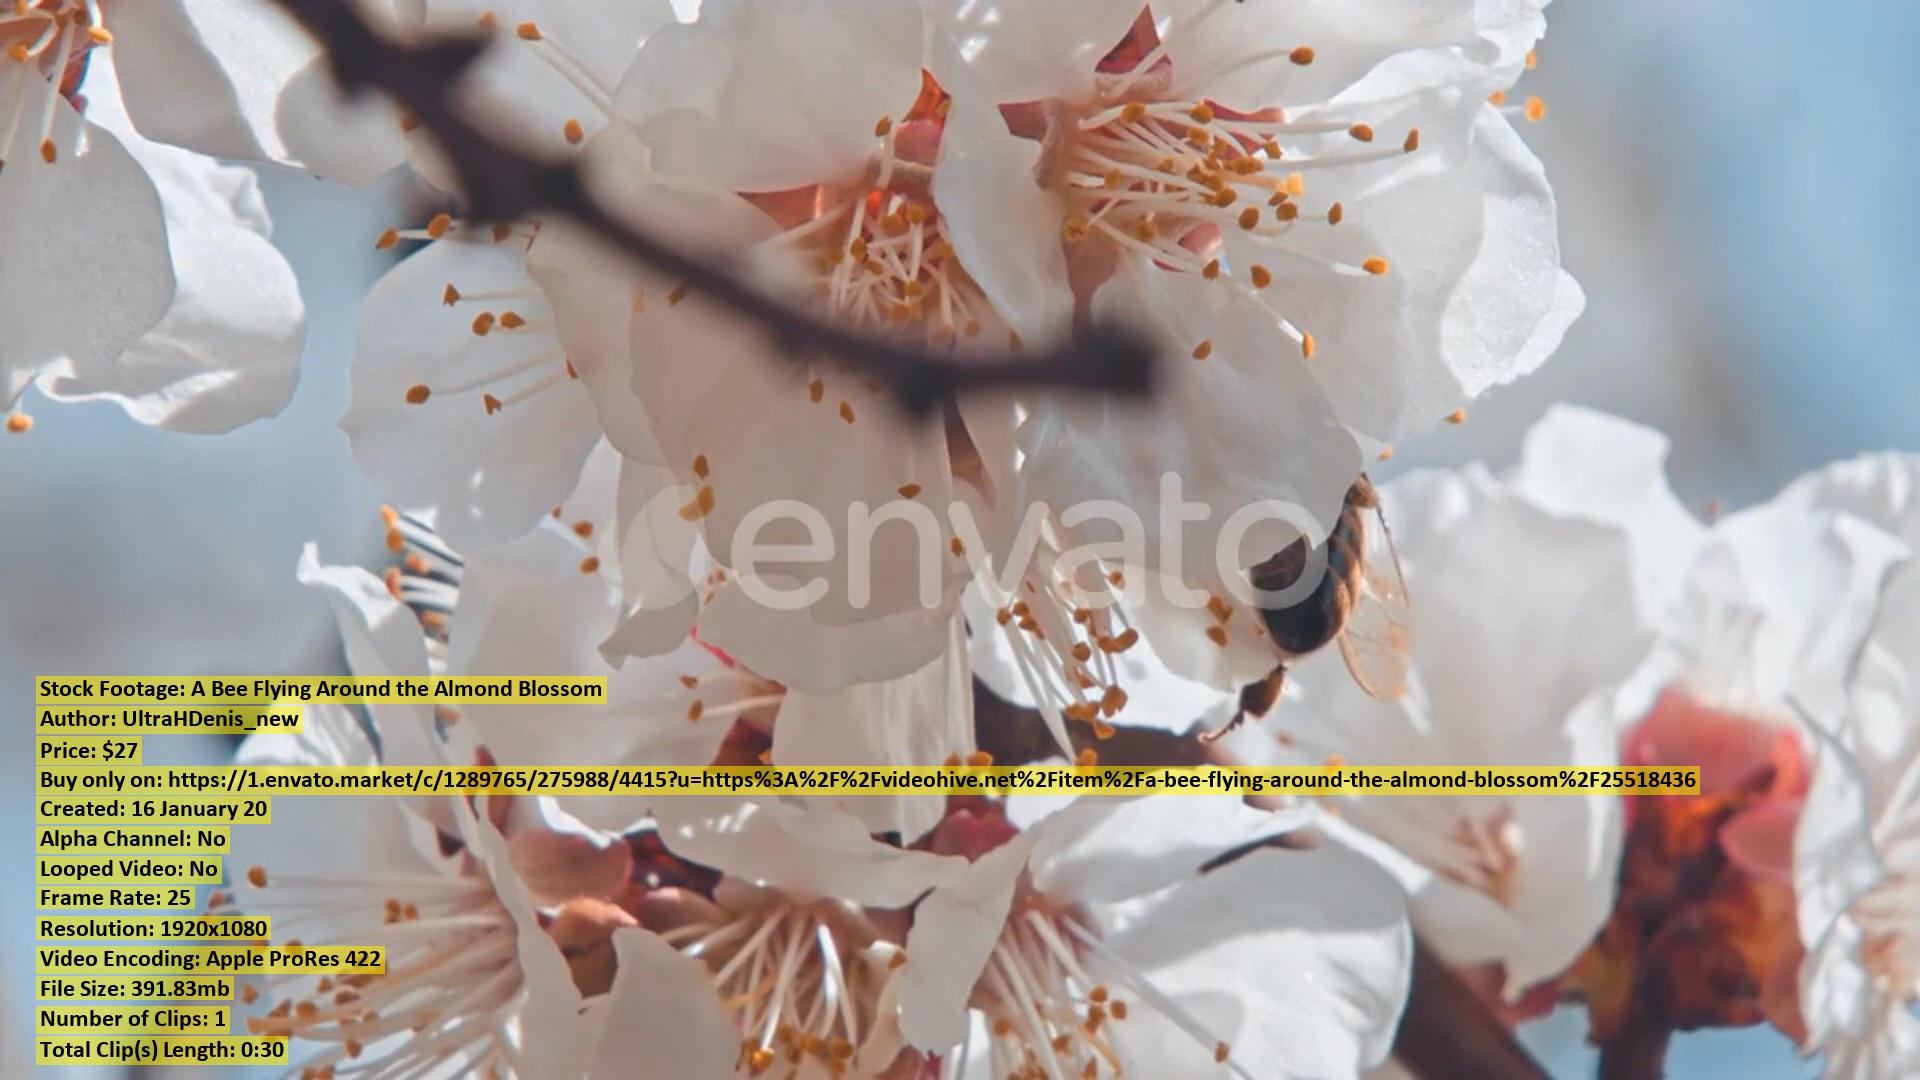 envato
Stock Footage: A Bee Flying Around the Almond Blossom
Author: UltraHDenis_new
Price: $27
Buy only on: https://1.envato.market/c/1289765/275988/4415?u=https%3A%2F%2Fvideohive.net%2Fitem%2Fa-bee-flying-around-the-almond-blossom%2F25518436
Created: 16 January 20
Alpha Channel: No
Looped Video: No
Frame Rate: 25
Resolution: 1920x1080
Video Encoding: Apple ProRes 422
File Size: 391.83mb
Number of Clips: 1
Total Clip(s) Length: 0:30